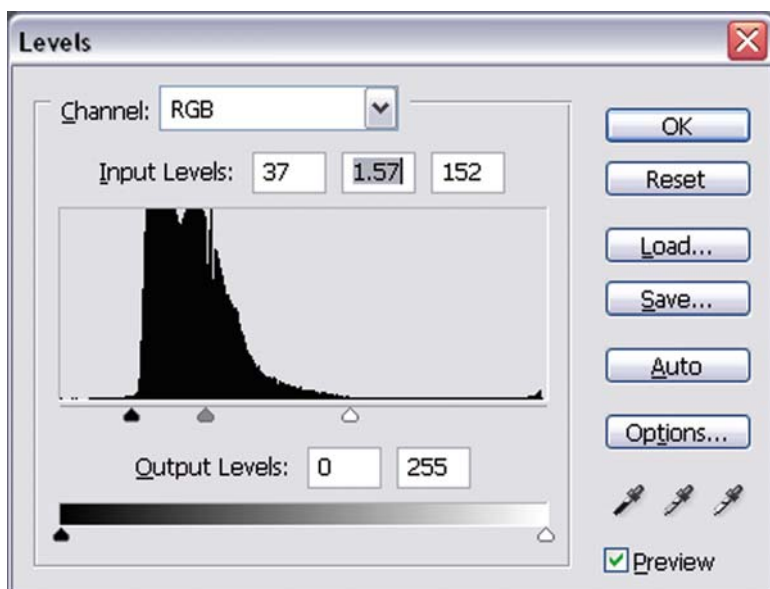 Levels
Channel: RGB
Input Levels: 37 1.57 152
Output Levels: 0 255
OK
Reset
Load...
Save...
Auto
Options...
Preview